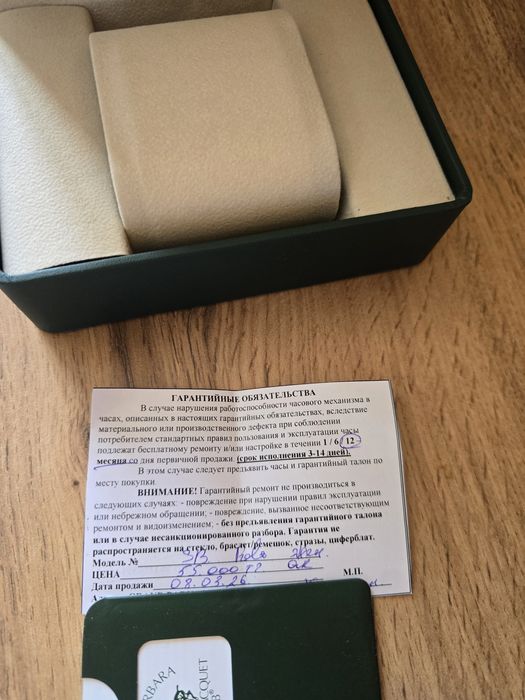 ГАРАНТИЙНЫЕ ОБЯЗАТЕЛЬСТВА
В случае нарушения работоспособности часового механизма в
часах, описанных в настоящих гарантийных обязательствах, вследствие
материального или производственного дефекта при соблюдении
потребителем стандартных правил пользования и эксплуатации часы
подлежат бесплатному ремонту и/или настройке в течении 1 / 6 / 12
месяца со дня первичной продажи. (срок исполнения 3-14 дней).
В этом случае следует предъявить часы и гарантийный талон по
месту покупки.
ВНИМАНИЕ! Гарантийный ремонт не производиться в
следующих случаях: - повреждение при нарушении правил эксплуатации
или небрежном обращении; - повреждение, вызванное несоответствующим
ремонтом и видоизменением; - без предъявления гарантийного талона
или в случае несанкционированного разбора. Гарантия не
распространяется на стекло, браслет/ремешок, стразы, циферблат.
Модель №
ЦЕНА 55.000 М.П.
Дата продажи 08.03.26